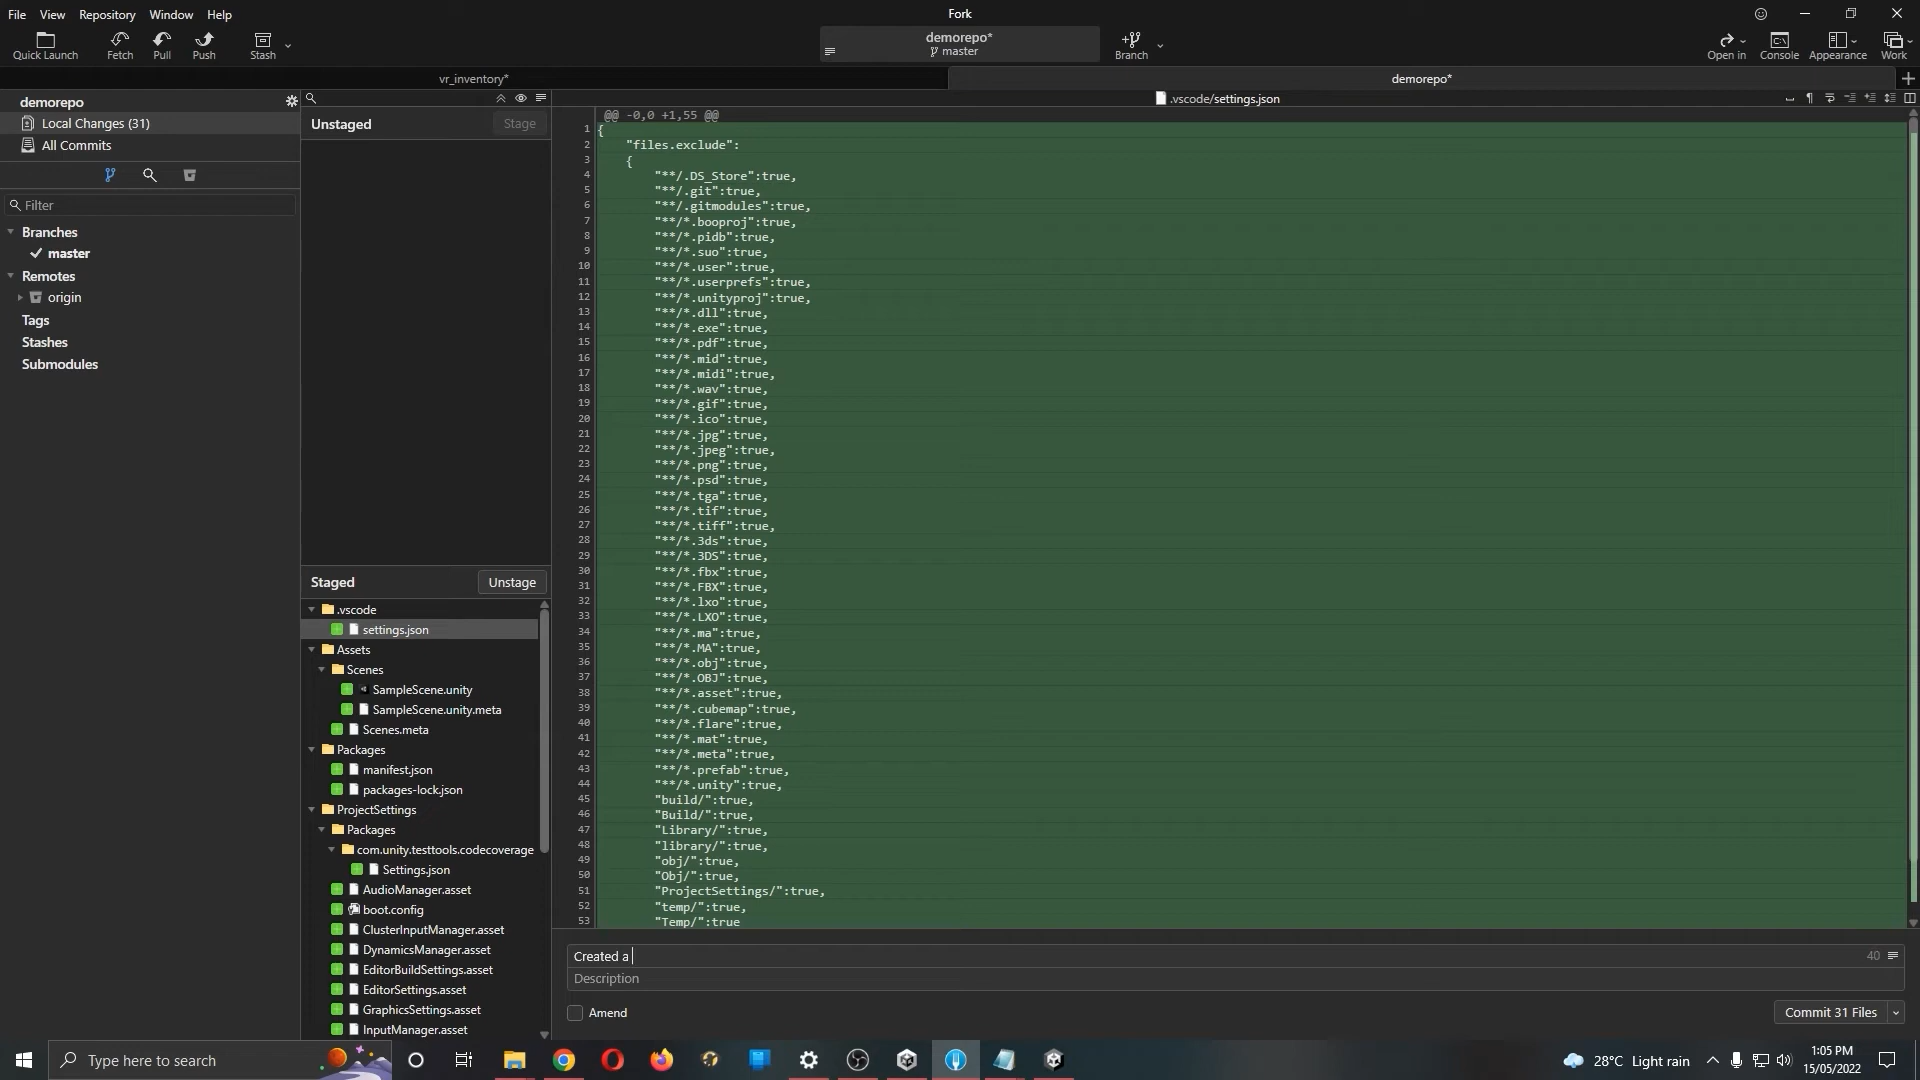 File View Repository Window Help
Fork
Quick Launch
Fetch
Pull
Push
Stash
demorepo*
master
Branch
Open in
Console
Appearance
Work
vr_inventory*
demorepo*
demorepo
Local Changes (31)
All Commits
Filter
Branches
master
Remotes
origin
Tags
Stashes
Submodules
Unstaged
Stage
Staged
Unstage
.vscode
settings.json
Assets
Scenes
SampleScene.unity
SampleScene.unity.meta
Scenes.meta
Packages
manifest.json
packages-lock.json
ProjectSettings
Packages
com.unity.testtools.codecoverage
Settings.json
AudioManager.asset
boot.config
ClusterInputManager.asset
DynamicsManager.asset
EditorBuildSettings.asset
EditorSettings.asset
GraphicsSettings.asset
InputManager.asset
.vscode/settings.json
@@ -0,0 +1,55 @@
1 {
2 "files.exclude":
3 {
4 "**/.DS_Store":true,
5 "**/.git":true,
6 "**/.gitmodules":true,
7 "**/*.booproj":true,
8 "**/*.pidb":true,
9 "**/*.suo":true,
10 "**/*.user":true,
11 "**/*.userprefs":true,
12 "**/*.unityproj":true,
13 "**/*.dll":true,
14 "**/*.exe":true,
15 "**/*.pdf":true,
16 "**/*.mid":true,
17 "**/*.midi":true,
18 "**/*.wav":true,
19 "**/*.gif":true,
20 "**/*.ico":true,
21 "**/*.jpg":true,
22 "**/*.jpeg":true,
23 "**/*.png":true,
24 "**/*.psd":true,
25 "**/*.tga":true,
26 "**/*.tif":true,
27 "**/*.tiff":true,
28 "**/*.3ds":true,
29 "**/*.3DS":true,
30 "**/*.fbx":true,
31 "**/*.FBX":true,
32 "**/*.lxo":true,
33 "**/*.LXO":true,
34 "**/*.ma":true,
35 "**/*.MA":true,
36 "**/*.obj":true,
37 "**/*.OBJ":true,
38 "**/*.asset":true,
39 "**/*.cubemap":true,
40 "**/*.flare":true,
41 "**/*.mat":true,
42 "**/*.meta":true,
43 "**/*.prefab":true,
44 "**/*.unity":true,
45 "build/":true,
46 "Build/":true,
47 "Library/":true,
48 "library/":true,
49 "obj/":true,
50 "Obj/":true,
51 "ProjectSettings/":true,
52 "temp/":true,
53 "Temp/":true
Created a
40
Description
Amend
Commit 31 Files
Type here to search
28°C Light rain
1:05 PM
15/05/2022